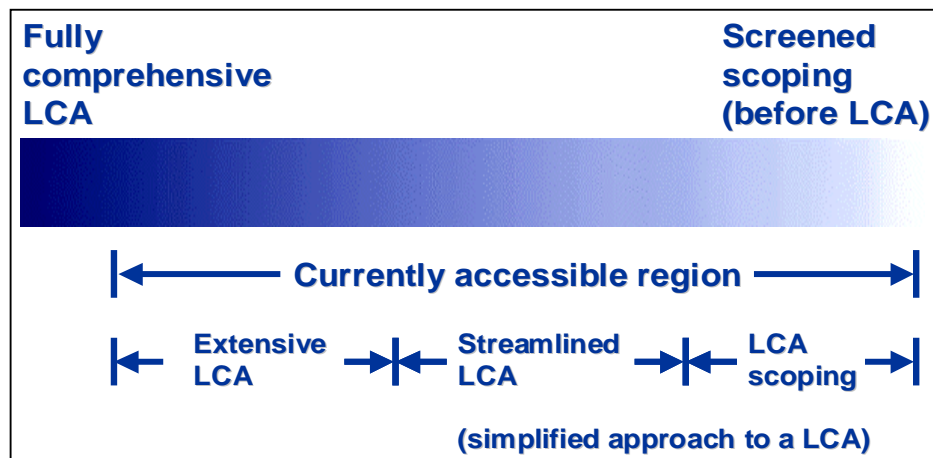 Fully
comprehensive
LCA
Screened
scoping
(before LCA)
Currently accessible region
Extensive
LCA
Streamlined
LCA
LCA
scoping
(simplified approach to a LCA)